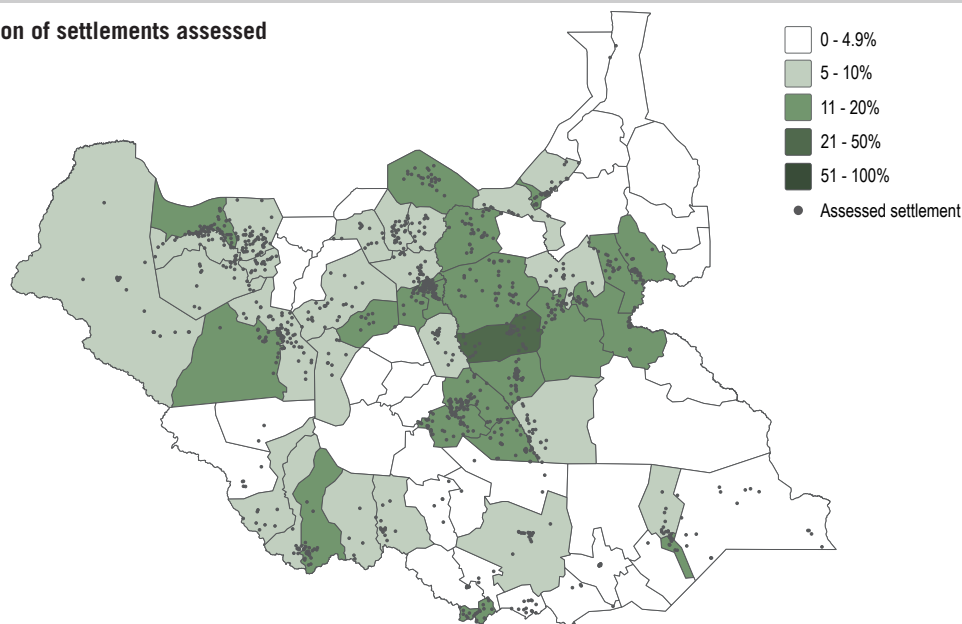 on of settlements assessed
0 - 4.9%
5 - 10%
11 - 20%
21 - 50%
51 - 100%
Assessed settlement